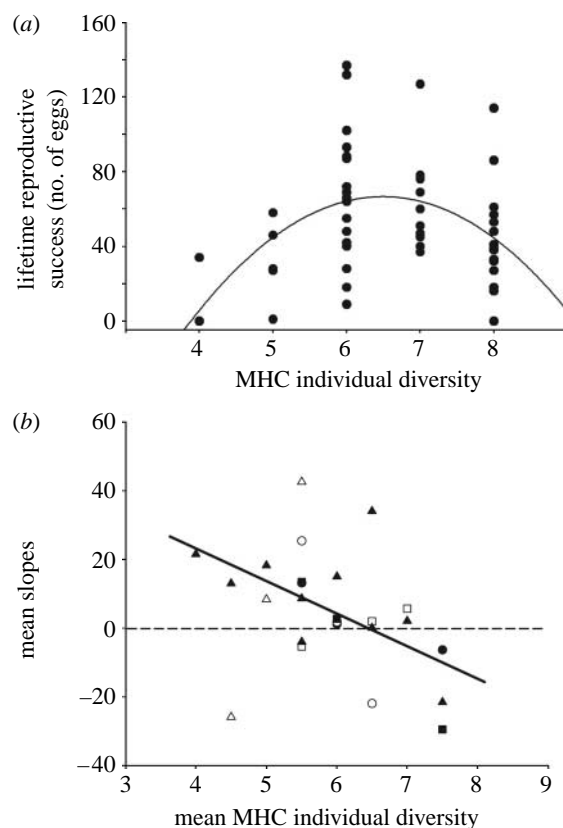 (a)
160
120
80
40
0
lifetime reproductive
success (no. of eggs)
4 5 6 7 8
MHC individual diversity
(b)
60
40
20
0
–20
–40
mean slopes
3 4 5 6 7 8 9
mean MHC individual diversity